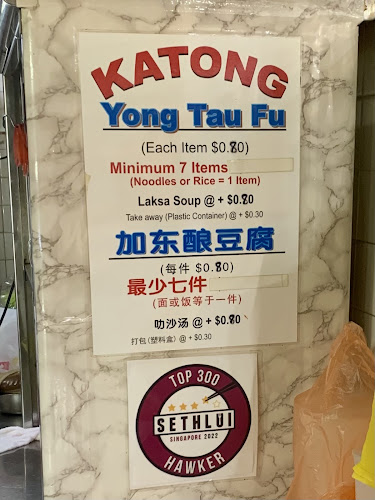 KATONG
Yong Tau Fu
(Each Item $0.80)
Minimum 7 Items
(Noodles or Rice = 1 Item)
Laksa Soup @ + $0.80
Take away (Plastic Container) @ + $0.30
加东酿豆腐
(每件 $0.80)
最少七件
(面或饭等于一件)
叻沙汤 @ + $0.80
打包(塑料盒) @ + $0.30
TOP 300
SETHLUI
SINGAPORE 2022
HAWKER